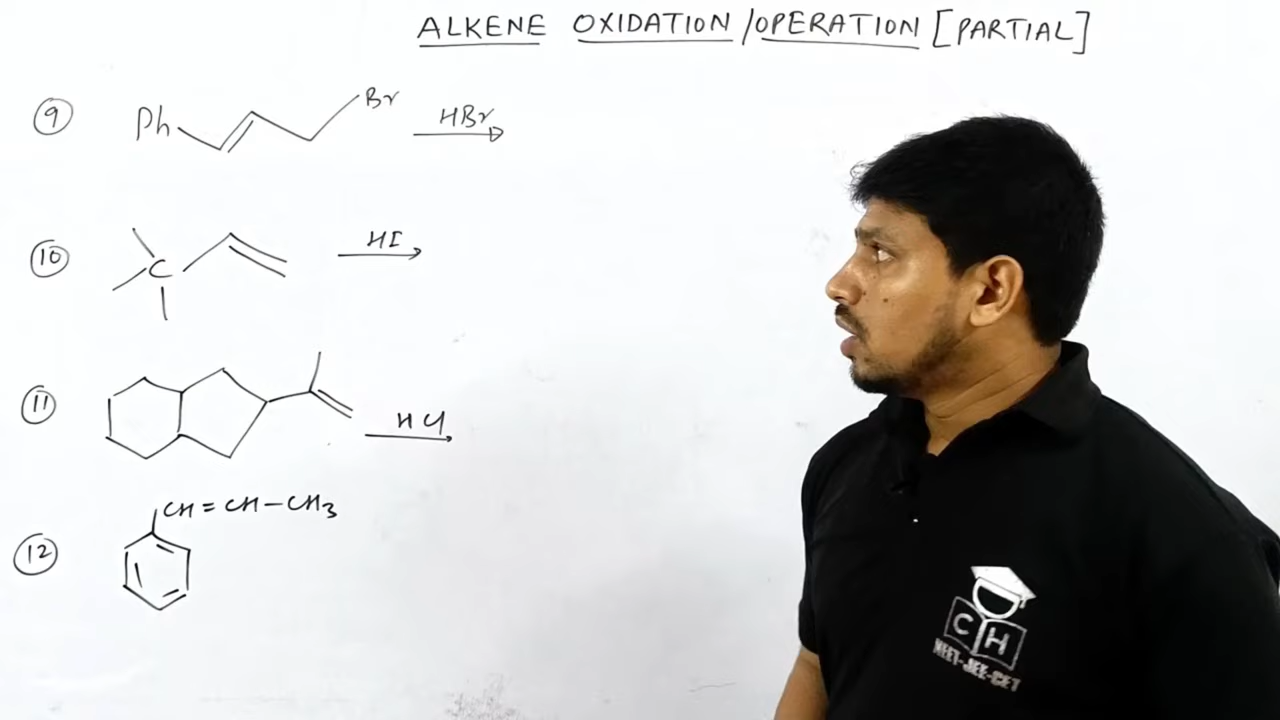 ALKENE OXIDATION/OPERATION [PARTIAL]
9 Ph Br HBr
10 C HI
11 HCl
12 CH=CH-CH3
C H
NEET-JEE-CET